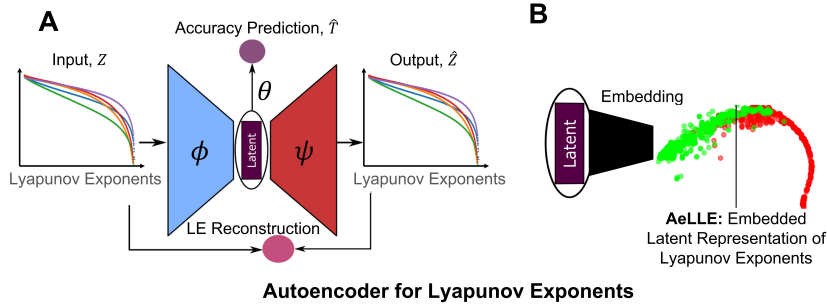 A
Accuracy Prediction, T̂
Input, Z
Output, Ẑ
θ
ϕ
Latent
ψ
Lyapunov Exponents
Lyapunov Exponents
LE Reconstruction
B
Embedding
Latent
AeLLE: Embedded
Latent Representation of
Lyapunov Exponents
Autoencoder for Lyapunov Exponents